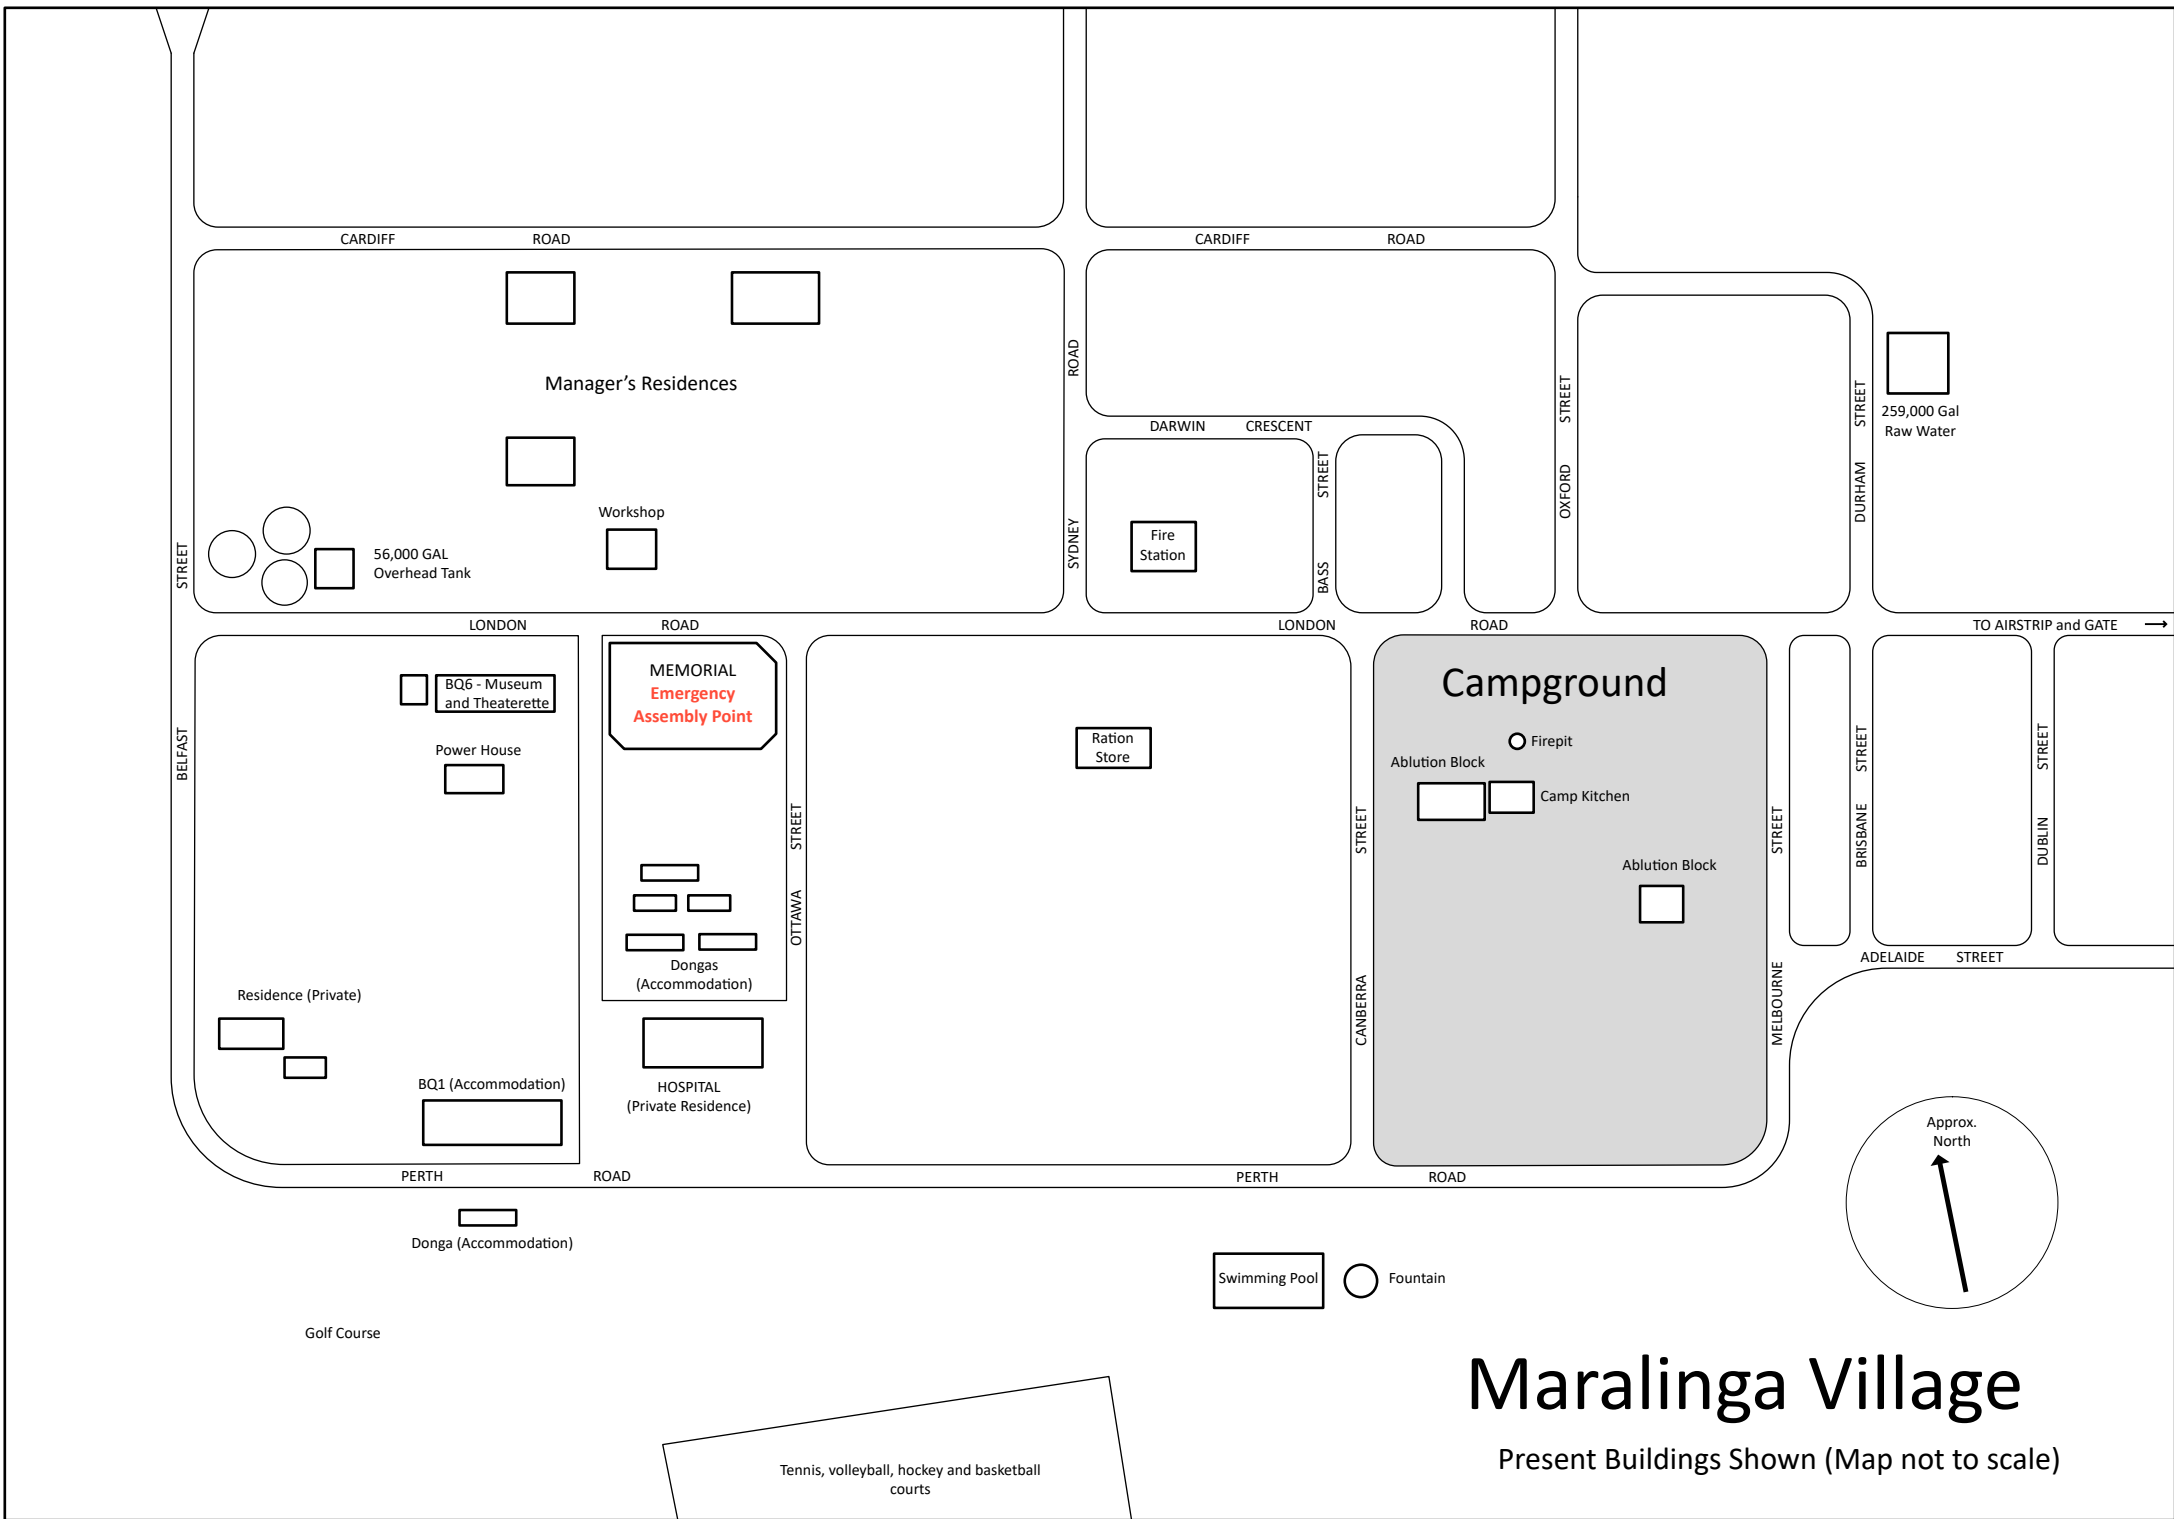 CARDIFF ROAD
CARDIFF ROAD
Manager's Residences
ROAD
SYDNEY
DARWIN CRESCENT
STREET
BASS
STREET
OXFORD
STREET
DURHAM
259,000 Gal
Raw Water
Workshop
Fire
Station
56,000 GAL
Overhead Tank
STREET
BELFAST
LONDON ROAD
LONDON ROAD
TO AIRSTRIP and GATE →
BQ6 - Museum
and Theaterette
MEMORIAL
Emergency
Assembly Point
Power House
Ration
Store
Campground
Firepit
Ablution Block
Camp Kitchen
Ablution Block
STREET
OTTAWA
STREET
CANBERRA
STREET
MELBOURNE
STREET
BRISBANE
STREET
DUBLIN
ADELAIDE STREET
Dongas
(Accommodation)
Residence (Private)
BQ1 (Accommodation)
HOSPITAL
(Private Residence)
PERTH ROAD
PERTH ROAD
Donga (Accommodation)
Approx.
North
Swimming Pool
Fountain
Golf Course
Tennis, volleyball, hockey and basketball
courts
Maralinga Village
Present Buildings Shown (Map not to scale)